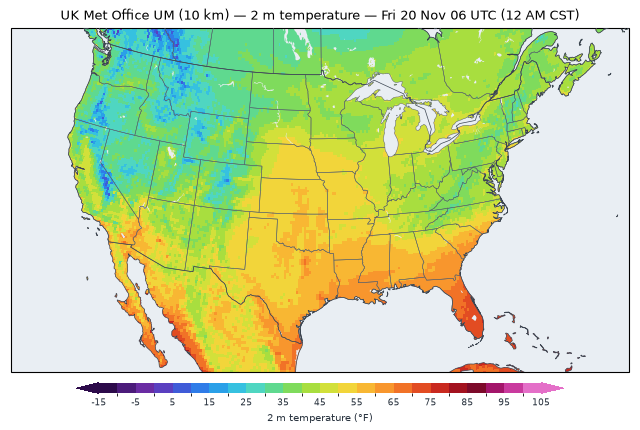 UK Met Office UM (10 km) — 2 m temperature — Fri 20 Nov 06 UTC (12 AM CST)
-15 -5 5 15 25 35 45 55 65 75 85 95 105
2 m temperature (°F)